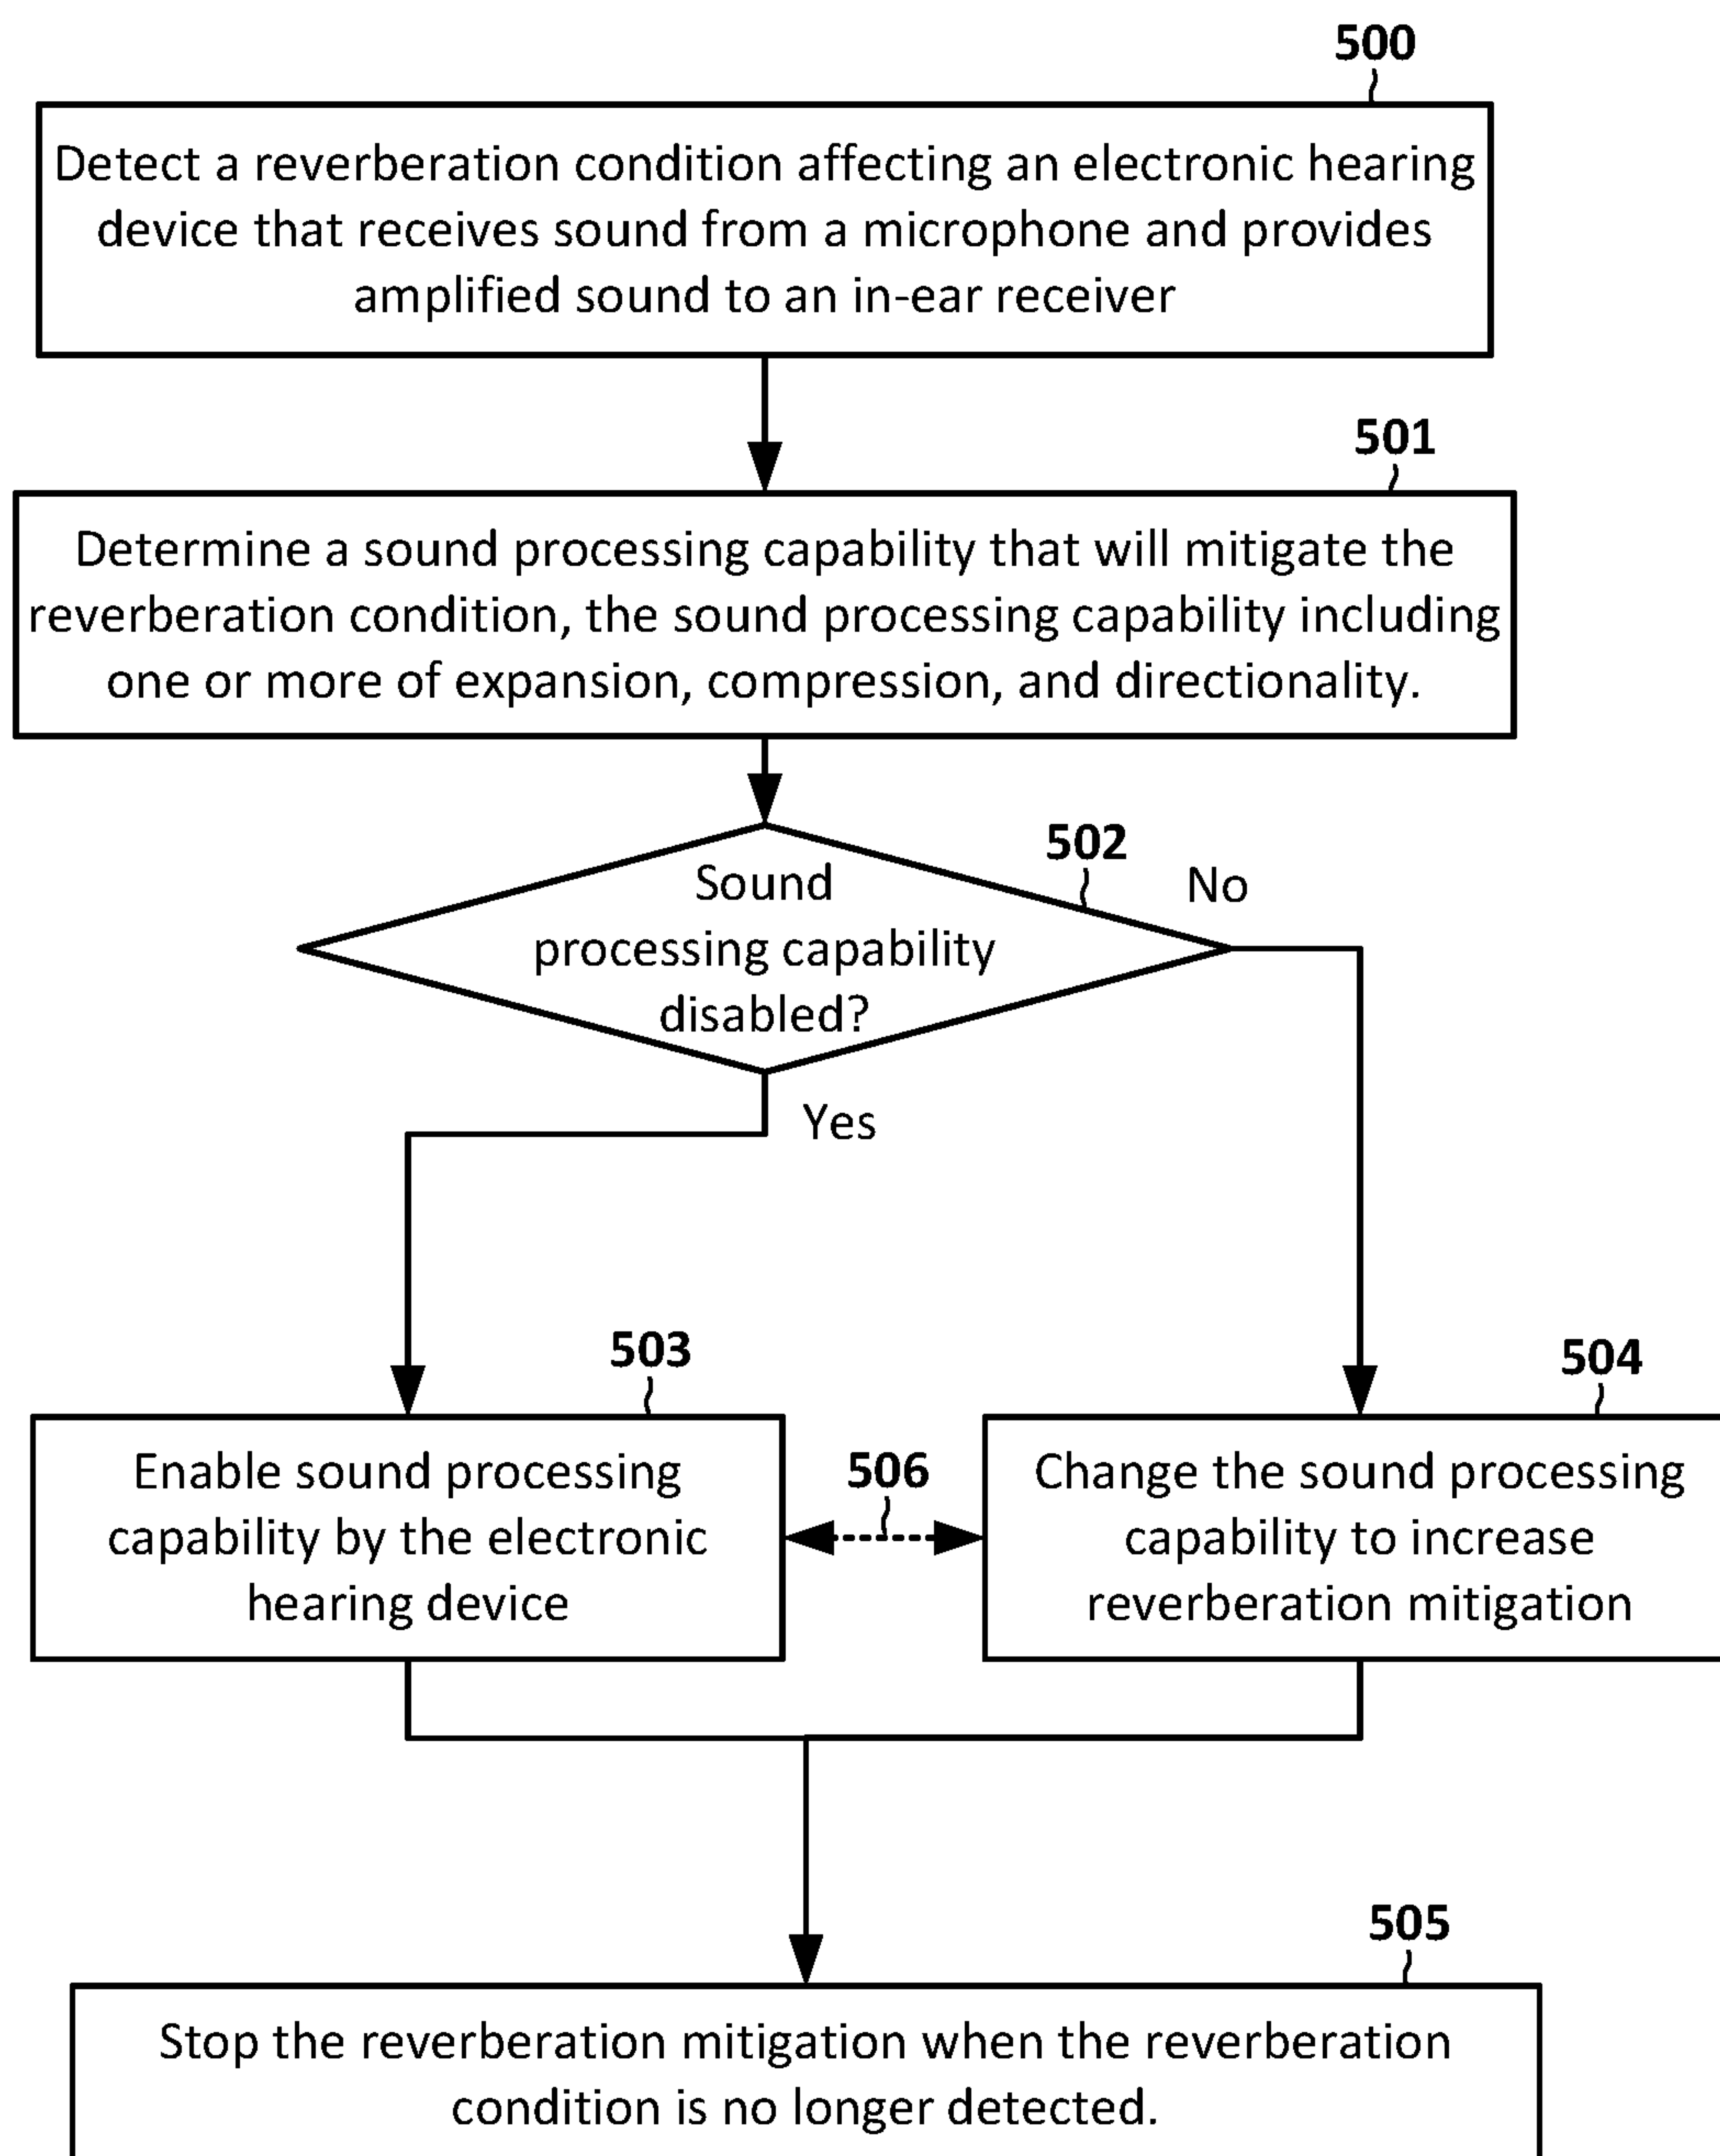 500
Detect a reverberation condition affecting an electronic hearing
device that receives sound from a microphone and provides
amplified sound to an in-ear receiver
501
Determine a sound processing capability that will mitigate the
reverberation condition, the sound processing capability including
one or more of expansion, compression, and directionality.
502
No
Sound
processing capability
disabled?
Yes
503
Enable sound processing
capability by the electronic
hearing device
506
504
Change the sound processing
capability to increase
reverberation mitigation
505
Stop the reverberation mitigation when the reverberation
condition is no longer detected.